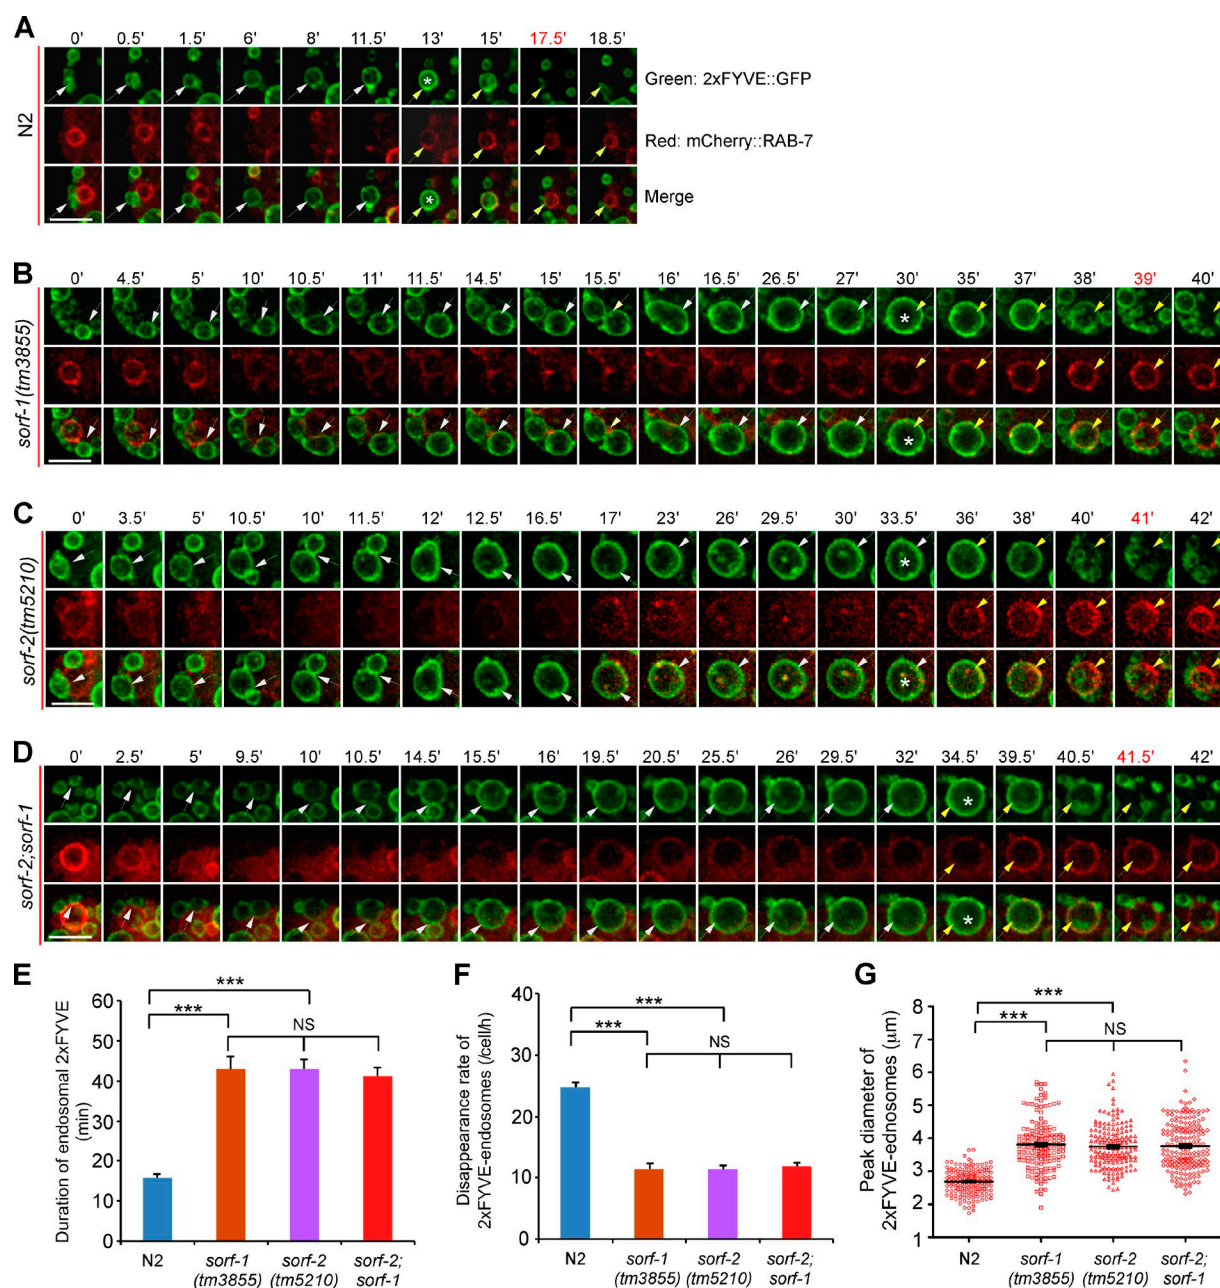 A
0' 0.5' 1.5' 6' 8' 11.5' 13' 15' 17.5' 18.5'
N2
Green: 2xFYVE::GFP
Red: mCherry::RAB-7
Merge
*
*
B
0' 4.5' 5' 10' 10.5' 11' 11.5' 14.5' 15' 15.5' 16' 16.5' 26.5' 27' 30' 35' 37' 38' 39' 40'
sorf-1(tm3855)
*
*
C
0' 3.5' 5' 10.5' 10' 11.5' 12' 12.5' 16.5' 17' 23' 26' 29.5' 30' 33.5' 36' 38' 40' 41' 42'
sorf-2(tm5210)
*
*
D
0' 2.5' 5' 9.5' 10' 10.5' 14.5' 15.5' 16' 19.5' 20.5' 25.5' 26' 29.5' 32' 34.5' 39.5' 40.5' 41.5' 42'
sorf-2;sorf-1
*
*
E
Duration of endosomal 2xFYVE
(min)
60
50
40
30
20
10
0
***
***
NS
N2
sorf-1
(tm3855)
sorf-2
(tm5210)
sorf-2;
sorf-1
F
Disappearance rate of
2xFYVE-endosomes (/cell/h)
40
30
20
10
0
***
***
NS
N2
sorf-1
(tm3855)
sorf-2
(tm5210)
sorf-2;
sorf-1
G
Peak diameter of
2xFYVE-ednosomes (μm)
8
7
6
5
4
3
2
1
***
***
NS
N2
sorf-1
(tm3855)
sorf-2
(tm5210)
sorf-2;
sorf-1